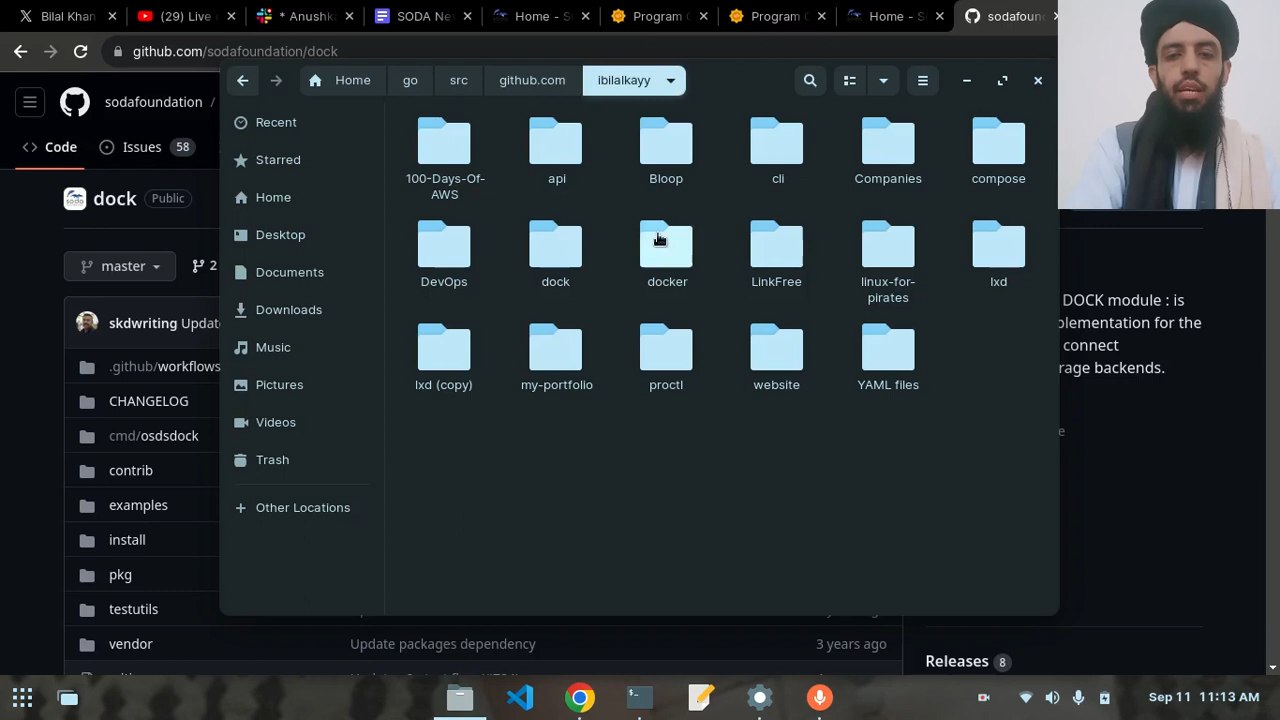 Bilal Khan
(29) Live
* Anushk
SODA Ne
Home - S
Program
Program
Home - S
sodafoun
github.com/sodafoundation/dock
sodafoundation /
Home
go
src
github.com
ibilalkayy
Code
Issues 58
dock Public
master
2
skdwriting Update
.github/workflows
CHANGELOG
cmd/osdsdock
contrib
examples
install
pkg
testutils
vendor
Recent
Starred
Home
Desktop
Documents
Downloads
Music
Pictures
Videos
Trash
+ Other Locations
100-Days-Of-
AWS
api
Bloop
cli
Companies
compose
DevOps
dock
docker
LinkFree
linux-for-
pirates
lxd
lxd (copy)
my-portfolio
proctl
website
YAML files
Update packages dependency
3 years ago
DOCK module : is
plementation for the
connect
rage backends.
Releases 8
Sep 11 11:13 AM